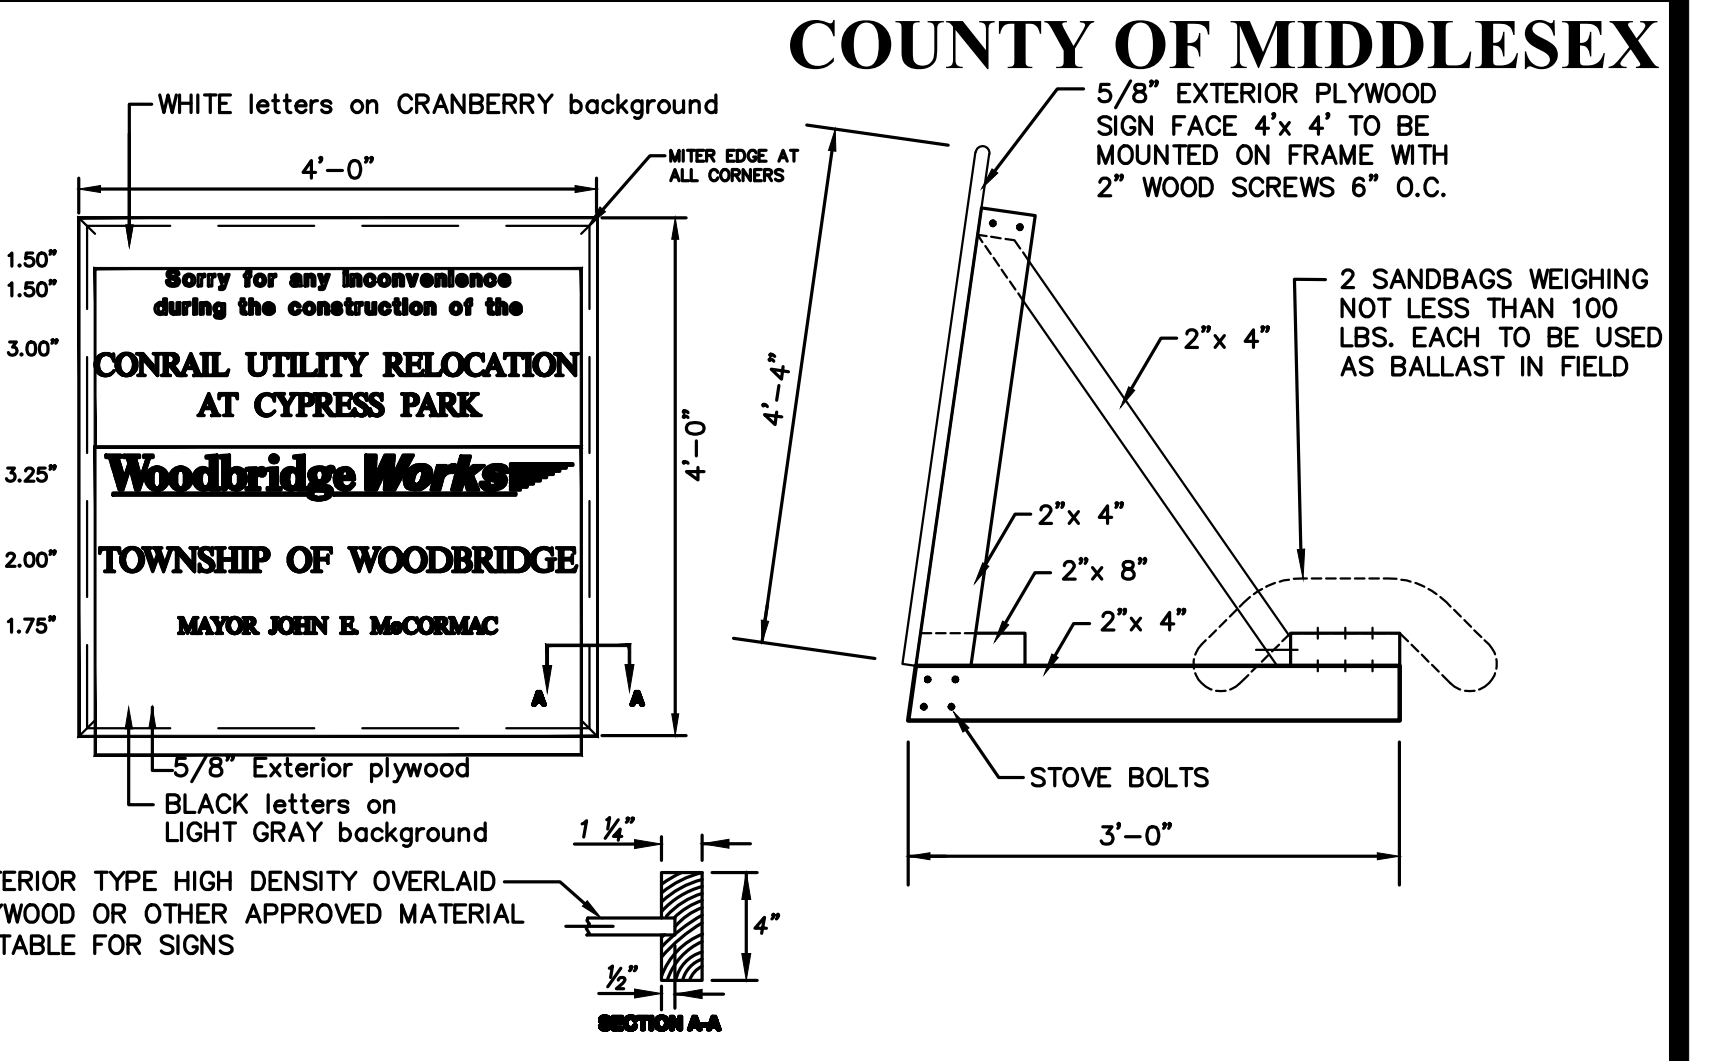 COUNTY OF MIDDLESEX
WHITE letters on CRANBERRY background
4'-0"
MITER EDGE AT
ALL CORNERS
1.50"
1.50"
3.00"
3.25"
2.00"
1.75"
Sorry for any inconvenience
during the construction of the
CONRAIL UTILITY RELOCATION
AT CYPRESS PARK
Woodbridge Works
TOWNSHIP OF WOODBRIDGE
MAYOR JOHN E. McCORMAC
A A
4'-0"
5/8" Exterior plywood
BLACK letters on
LIGHT GRAY background
TERIOR TYPE HIGH DENSITY OVERLAID
YWOOD OR OTHER APPROVED MATERIAL
TABLE FOR SIGNS
1 ¼"
4"
½"
SECTION A-A
5/8" EXTERIOR PLYWOOD
SIGN FACE 4'x 4' TO BE
MOUNTED ON FRAME WITH
2" WOOD SCREWS 6" O.C.
4'-4"
2 SANDBAGS WEIGHING
NOT LESS THAN 100
LBS. EACH TO BE USED
AS BALLAST IN FIELD
2"x 4"
2"x 4"
2"x 8"
2"x 4"
STOVE BOLTS
3'-0"